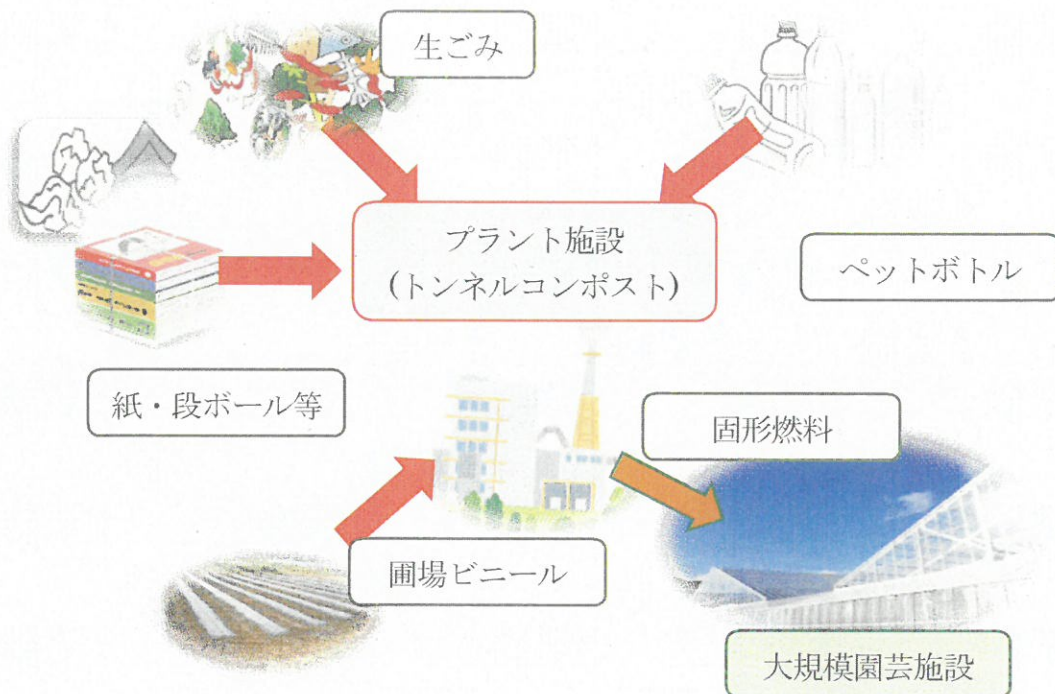 生ごみ
プラント施設
(トンネルコンポスト)
ペットボトル
紙・段ボール等
固形燃料
圃場ビニール
大規模園芸施設